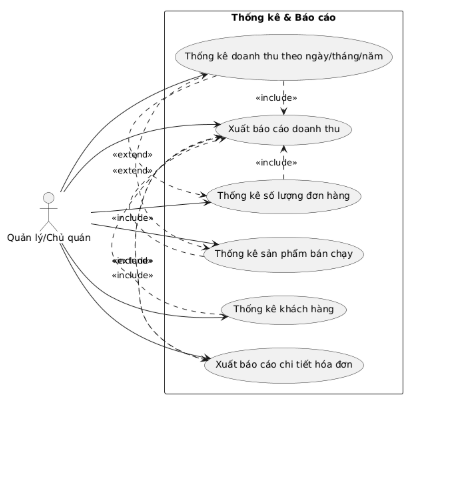 Thống kê & Báo cáo
Thống kê doanh thu theo ngày/tháng/năm
«include»
Xuất báo cáo doanh thu
«extend»
«include»
«extend»
Thống kê số lượng đơn hàng
«include»
Quản lý/Chủ quán
Thống kê sản phẩm bán chạy
«extend»
«include»
Thống kê khách hàng
Xuất báo cáo chi tiết hóa đơn